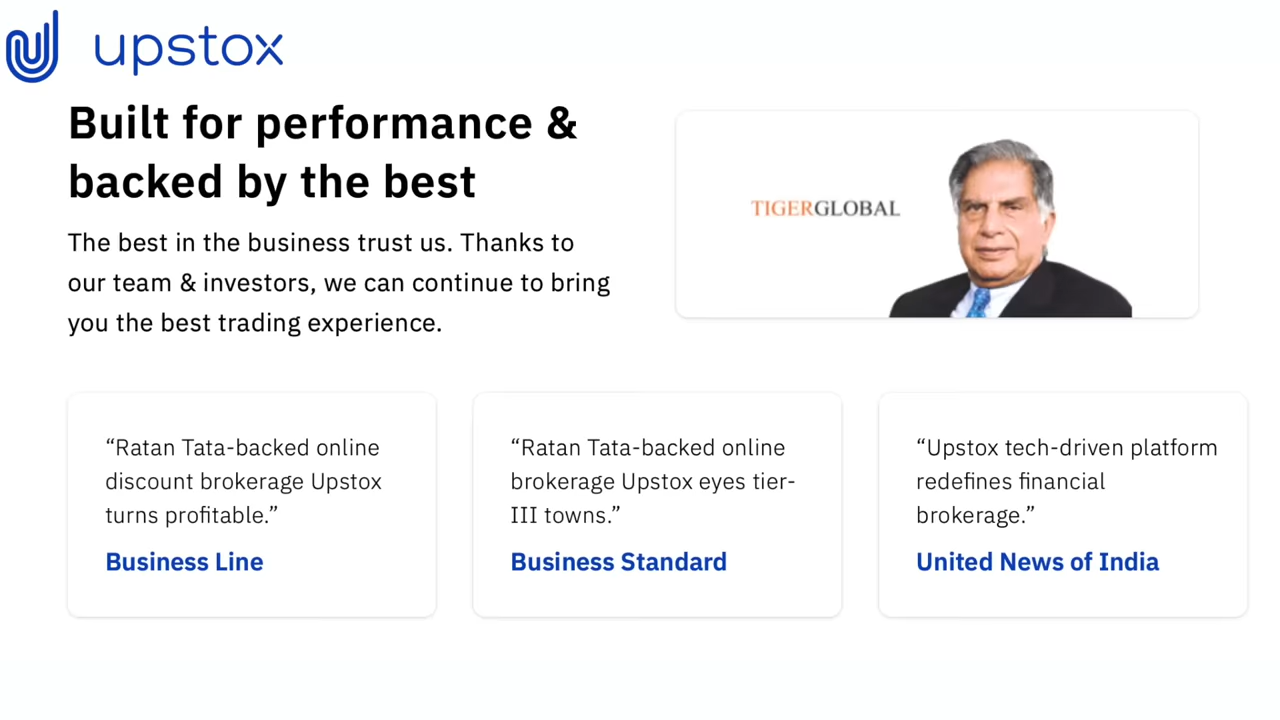 upstox
Built for performance &
backed by the best
The best in the business trust us. Thanks to
our team & investors, we can continue to bring
you the best trading experience.
TIGERGLOBAL
“Ratan Tata-backed online
discount brokerage Upstox
turns profitable.”
Business Line
“Ratan Tata-backed online
brokerage Upstox eyes tier-
III towns.”
Business Standard
“Upstox tech-driven platform
redefines financial
brokerage.”
United News of India